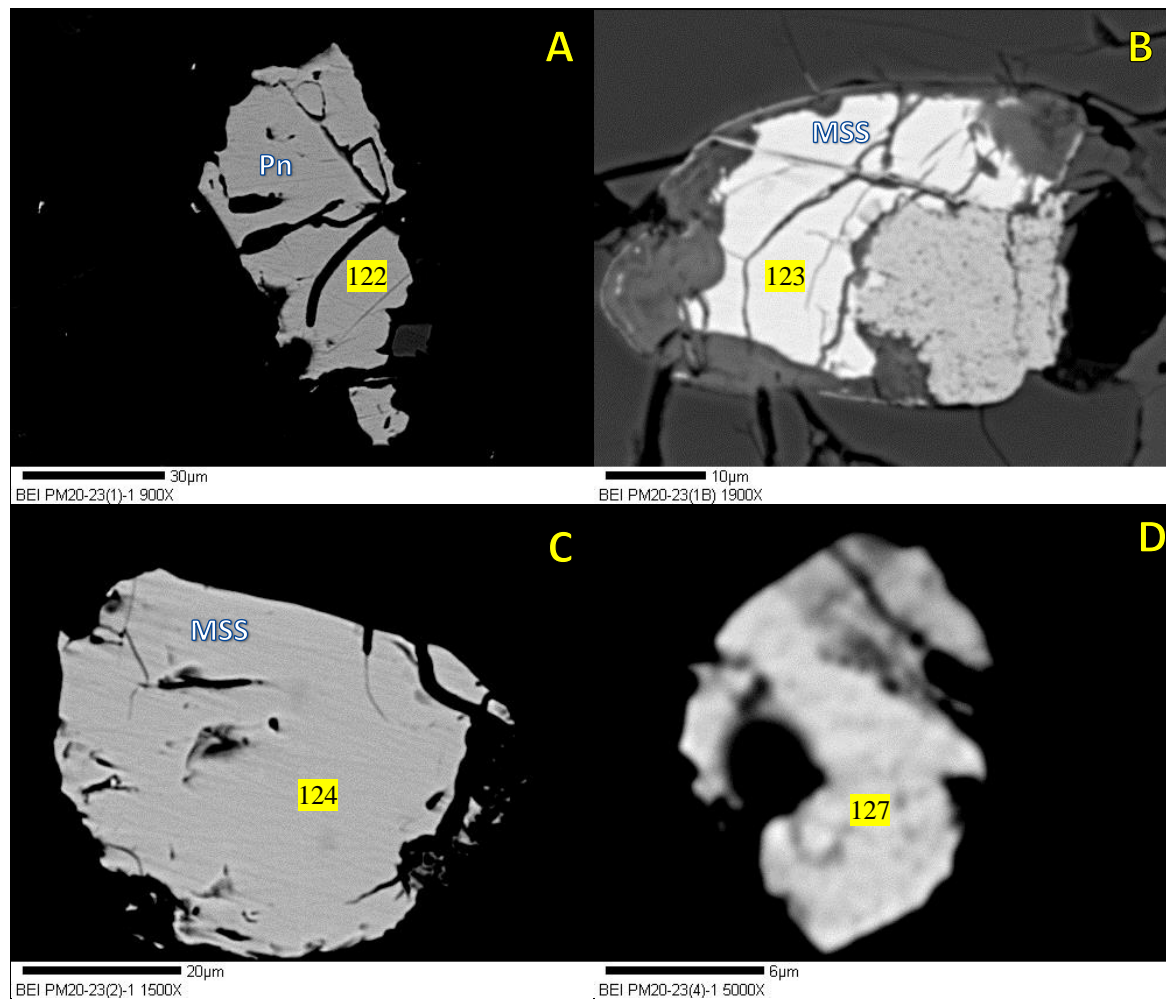 A
Pn
122
30µm
BEI PM20-23(1)-1 900X
B
MSS
123
10µm
BEI PM20-23(1B) 1900X
C
MSS
124
20µm
BEI PM20-23(2)-1 1500X
D
127
6µm
BEI PM20-23(4)-1 5000X